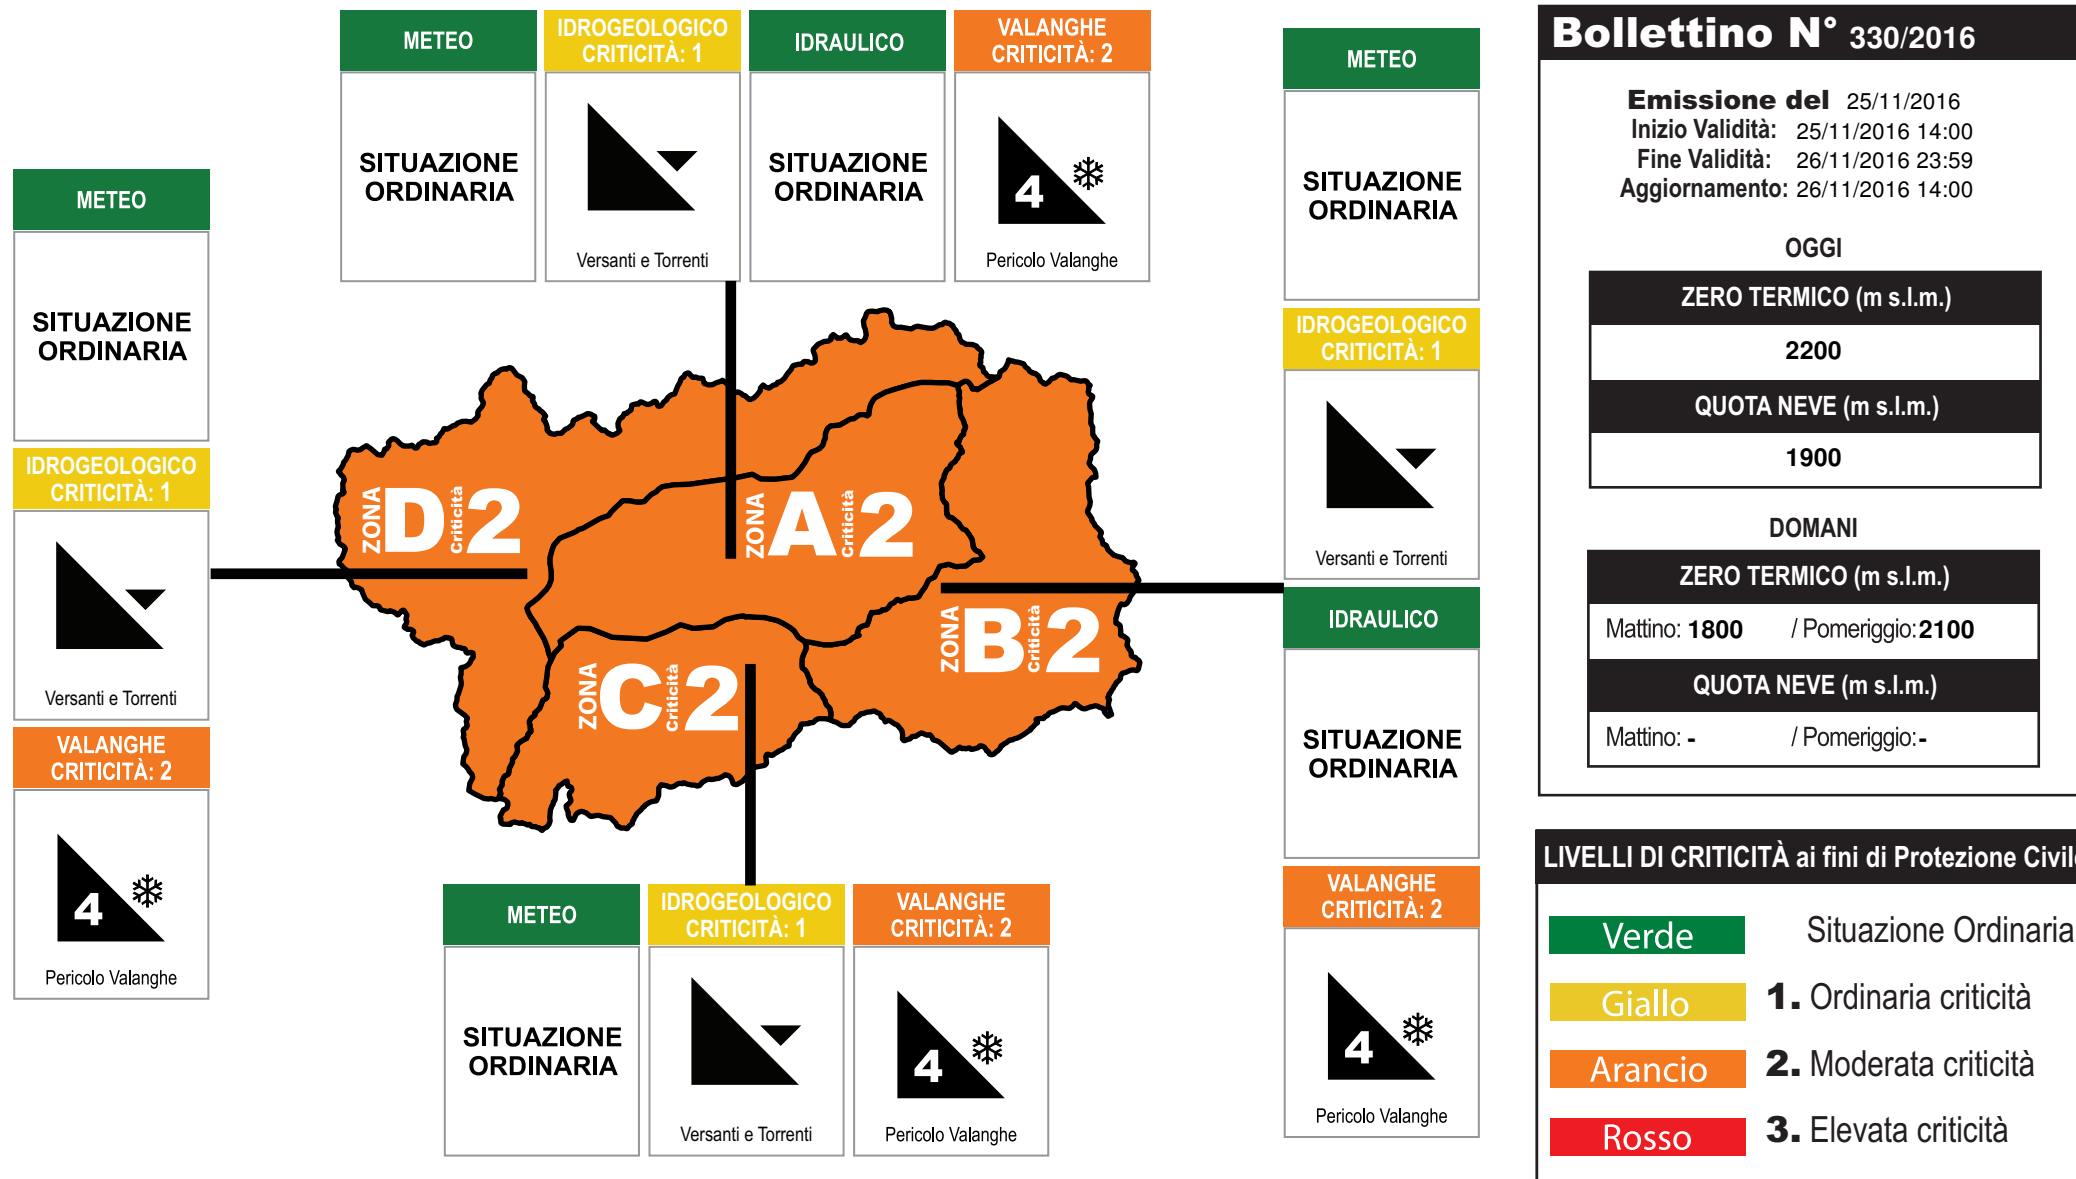 METEO
SITUAZIONE
ORDINARIA
IDROGEOLOGICO
CRITICITÀ: 1
Versanti e Torrenti
IDRAULICO
SITUAZIONE
ORDINARIA
VALANGHE
CRITICITÀ: 2
4
Pericolo Valanghe
METEO
SITUAZIONE
ORDINARIA
IDROGEOLOGICO
CRITICITÀ: 1
Versanti e Torrenti
VALANGHE
CRITICITÀ: 2
4
Pericolo Valanghe
ZONA D Criticità 2
ZONA A Criticità 2
ZONA B Criticità 2
ZONA C Criticità 2
METEO
SITUAZIONE
ORDINARIA
IDROGEOLOGICO
CRITICITÀ: 1
Versanti e Torrenti
VALANGHE
CRITICITÀ: 2
4
Pericolo Valanghe
METEO
SITUAZIONE
ORDINARIA
IDROGEOLOGICO
CRITICITÀ: 1
Versanti e Torrenti
IDRAULICO
SITUAZIONE
ORDINARIA
VALANGHE
CRITICITÀ: 2
4
Pericolo Valanghe
Bollettino N° 330/2016
Emissione del 25/11/2016
Inizio Validità: 25/11/2016 14:00
Fine Validità: 26/11/2016 23:59
Aggiornamento: 26/11/2016 14:00
OGGI
ZERO TERMICO (m s.l.m.)
2200
QUOTA NEVE (m s.l.m.)
1900
DOMANI
ZERO TERMICO (m s.l.m.)
Mattino: 1800 / Pomeriggio: 2100
QUOTA NEVE (m s.l.m.)
Mattino: - / Pomeriggio: -
LIVELLI DI CRITICITÀ ai fini di Protezione Civile
Verde Situazione Ordinaria
Giallo 1. Ordinaria criticità
Arancio 2. Moderata criticità
Rosso 3. Elevata criticità